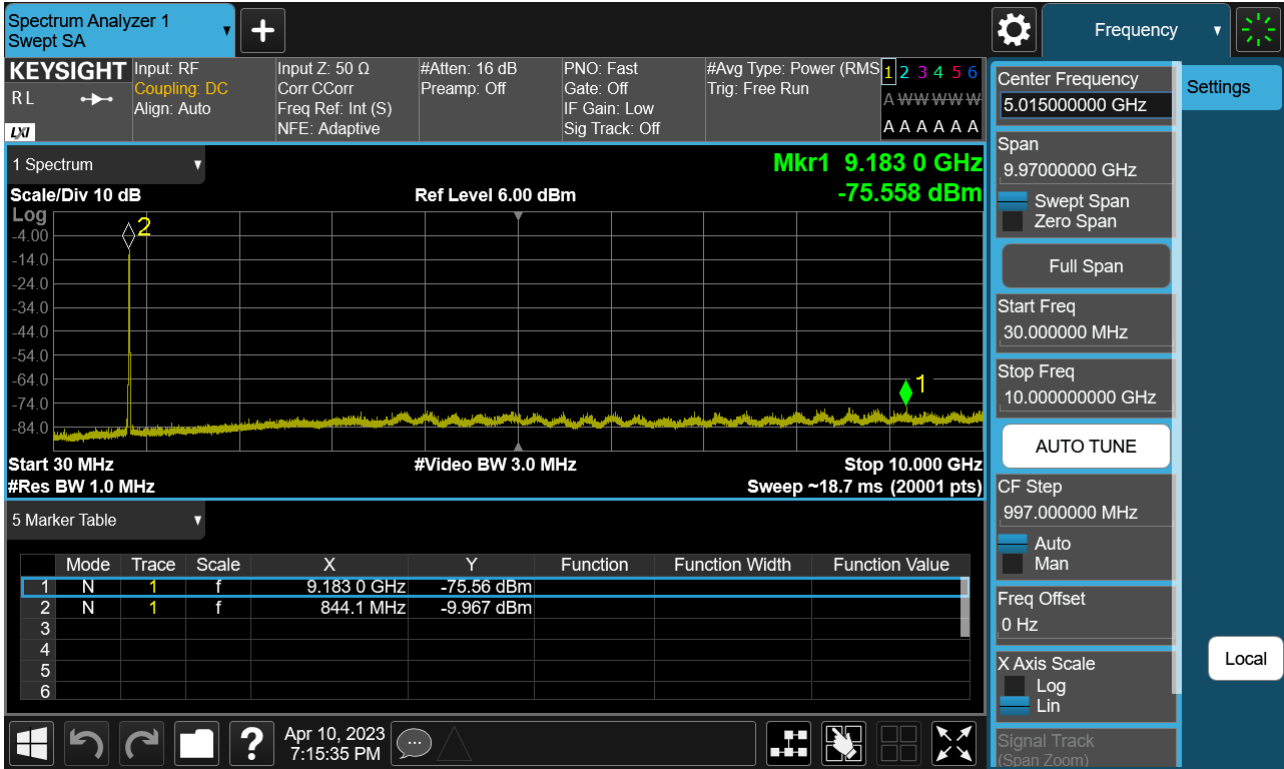 Spectrum Analyzer 1
Swept SA
Frequency
KEYSIGHT
R L
LXI
Input: RF
Coupling: DC
Align: Auto
Input Z: 50 Ω
Corr CCorr
Freq Ref: Int (S)
NFE: Adaptive
#Atten: 16 dB
Preamp: Off
PNO: Fast
Gate: Off
IF Gain: Low
Sig Track: Off
#Avg Type: Power (RMS
Trig: Free Run
1 2 3 4 5 6
A W W W W W
A A A A A A
1 Spectrum
Mkr1 9.183 0 GHz
Scale/Div 10 dB
Ref Level 6.00 dBm
-75.558 dBm
Log
2
-4.00
-14.0
-24.0
-34.0
-44.0
-54.0
-64.0
1
-74.0
-84.0
Start 30 MHz
#Video BW 3.0 MHz
Stop 10.000 GHz
#Res BW 1.0 MHz
Sweep ~18.7 ms (20001 pts)
5 Marker Table
Mode Trace Scale X Y Function Function Width Function Value
1 N 1 f 9.183 0 GHz -75.56 dBm
2 N 1 f 844.1 MHz -9.967 dBm
3
4
5
6
?
Apr 10, 2023
7:15:35 PM
Center Frequency
5.015000000 GHz
Span
9.97000000 GHz
Swept Span
Zero Span
Full Span
Start Freq
30.000000 MHz
Stop Freq
10.000000000 GHz
AUTO TUNE
CF Step
997.000000 MHz
Auto
Man
Freq Offset
0 Hz
X Axis Scale
Log
Lin
Signal Track
(Span Zoom)
Settings
Local